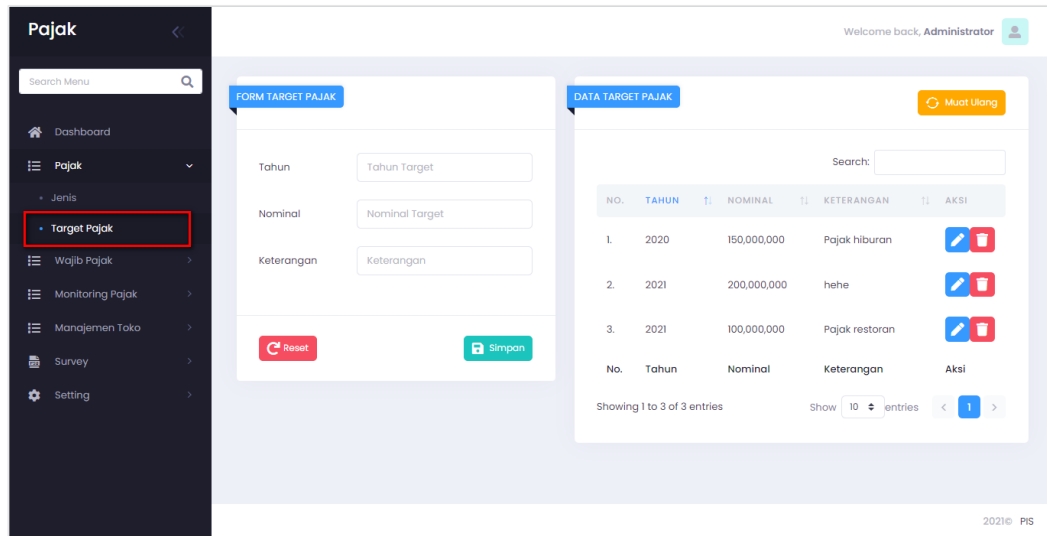 Pajak
Welcome back, Administrator
Search Menu
Dashboard
Pajak
Jenis
Target Pajak
Wajib Pajak
Monitoring Pajak
Manajemen Toko
Survey
Setting
FORM TARGET PAJAK
Tahun Tahun Target
Nominal Nominal Target
Keterangan Keterangan
Reset Simpan
DATA TARGET PAJAK
Muat Ulang
Search:
NO. TAHUN NOMINAL KETERANGAN AKSI
1. 2020 150,000,000 Pajak hiburan
2. 2021 200,000,000 hehe
3. 2021 100,000,000 Pajak restoran
No. Tahun Nominal Keterangan Aksi
Showing 1 to 3 of 3 entries Show 10 entries < 1 >
2021© PIS